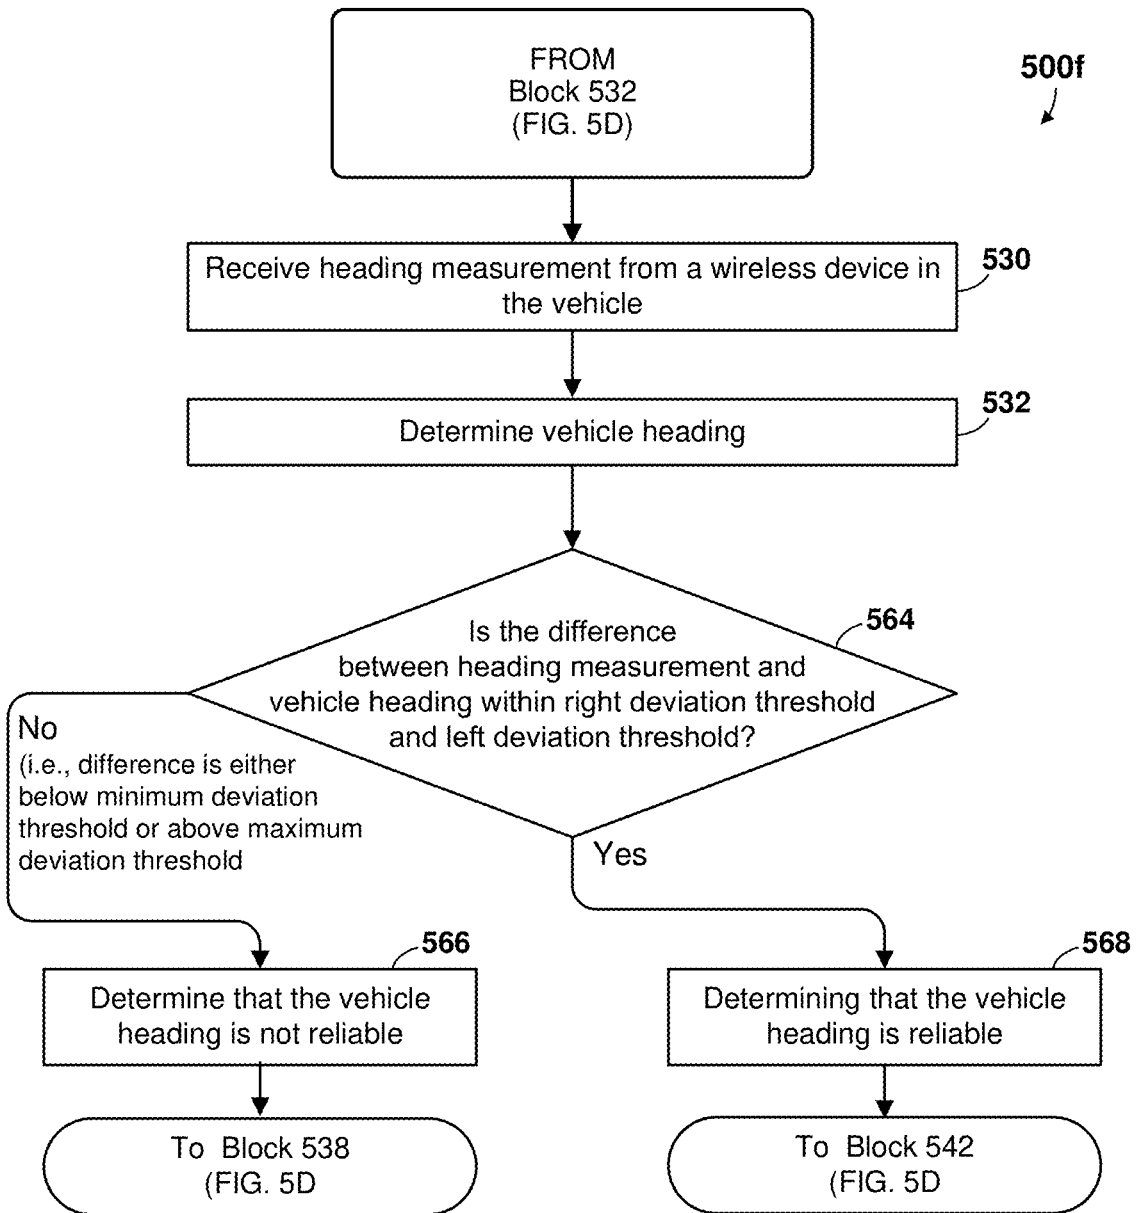 FROM
Block 532
(FIG. 5D)
500f
Receive heading measurement from a wireless device in
the vehicle
530
Determine vehicle heading
532
Is the difference
between heading measurement and
vehicle heading within right deviation threshold
and left deviation threshold?
564
No
(i.e., difference is either
below minimum deviation
threshold or above maximum
deviation threshold
Yes
566
Determine that the vehicle
heading is not reliable
568
Determining that the vehicle
heading is reliable
To Block 538
(FIG. 5D
To Block 542
(FIG. 5D